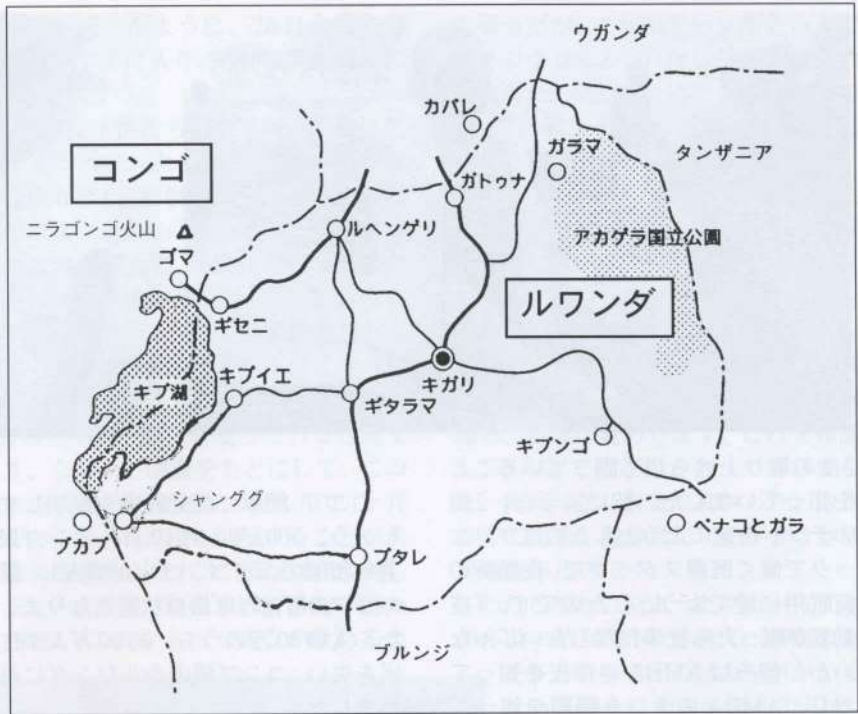 ウガンダ
カバレ
ガラマ
タンザニア
コンゴ
ガトゥナ
ニラゴンゴ火山
ルヘンゲリ
アカゲラ国立公園
ゴマ
ルワンダ
ギセニ
キブ湖
キブイエ
キガリ
ギタラマ
キブンゴ
シャングク
ブカブ
ベナコとガラ
ブタレ
ブルンジ